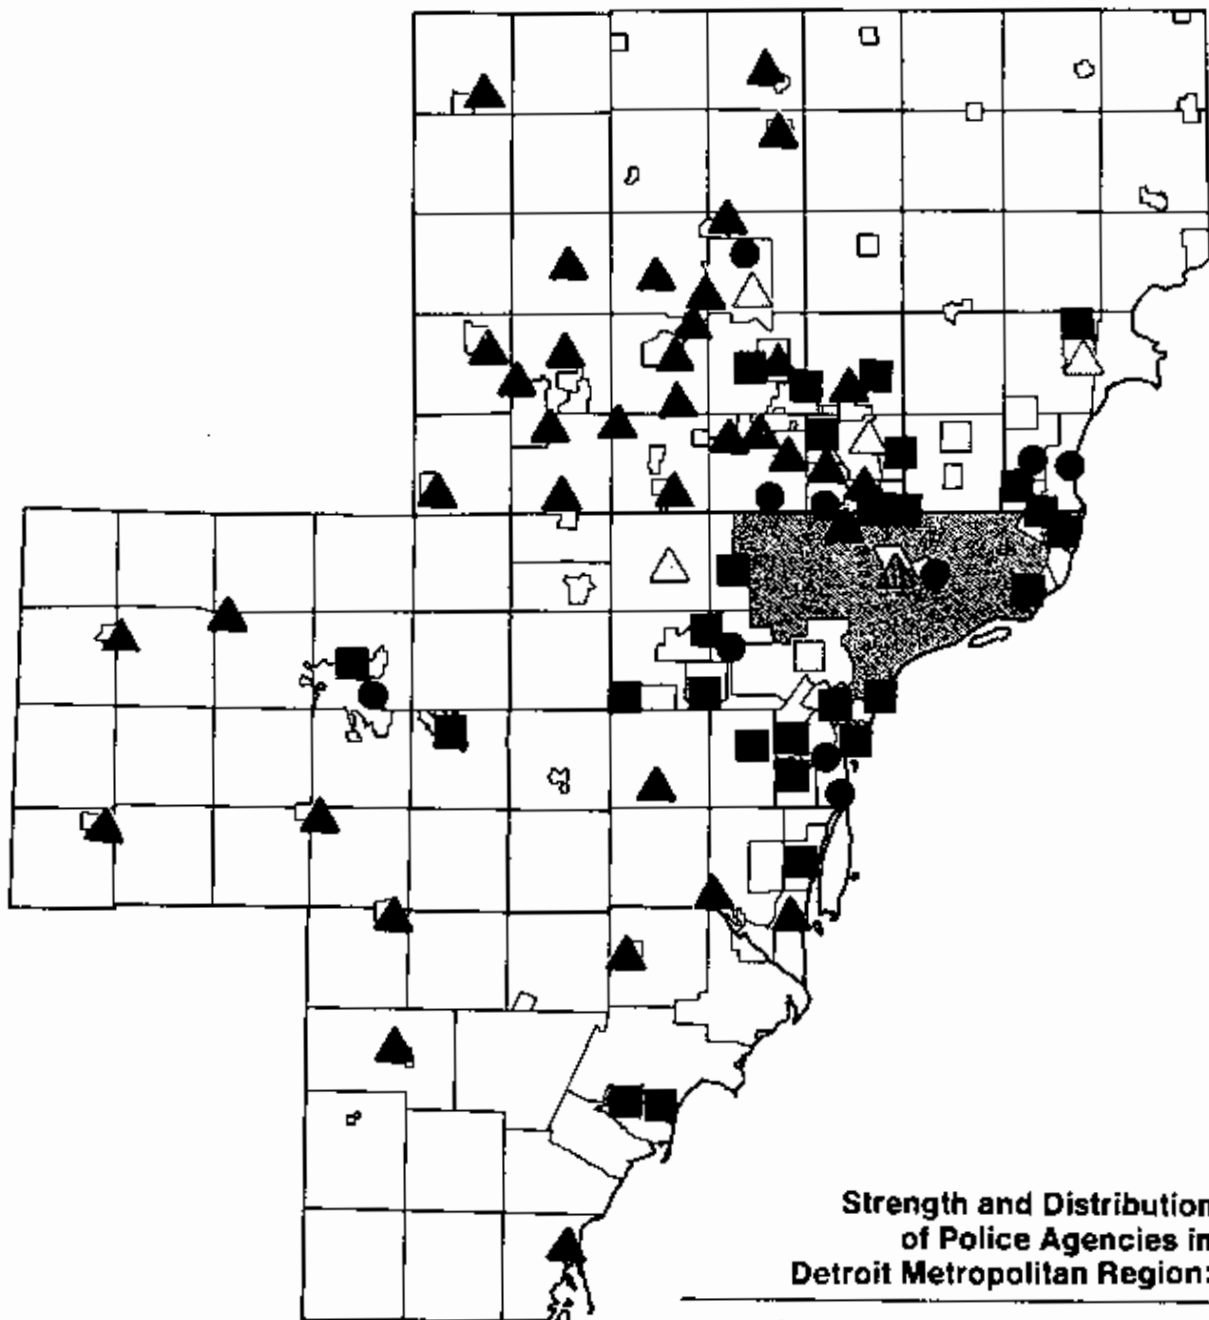 Strength and Distribution
of Police Agencies in
Detroit Metropolitan Region: